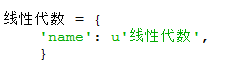 线性代数 = {
    'name': u'线性代数',
    }